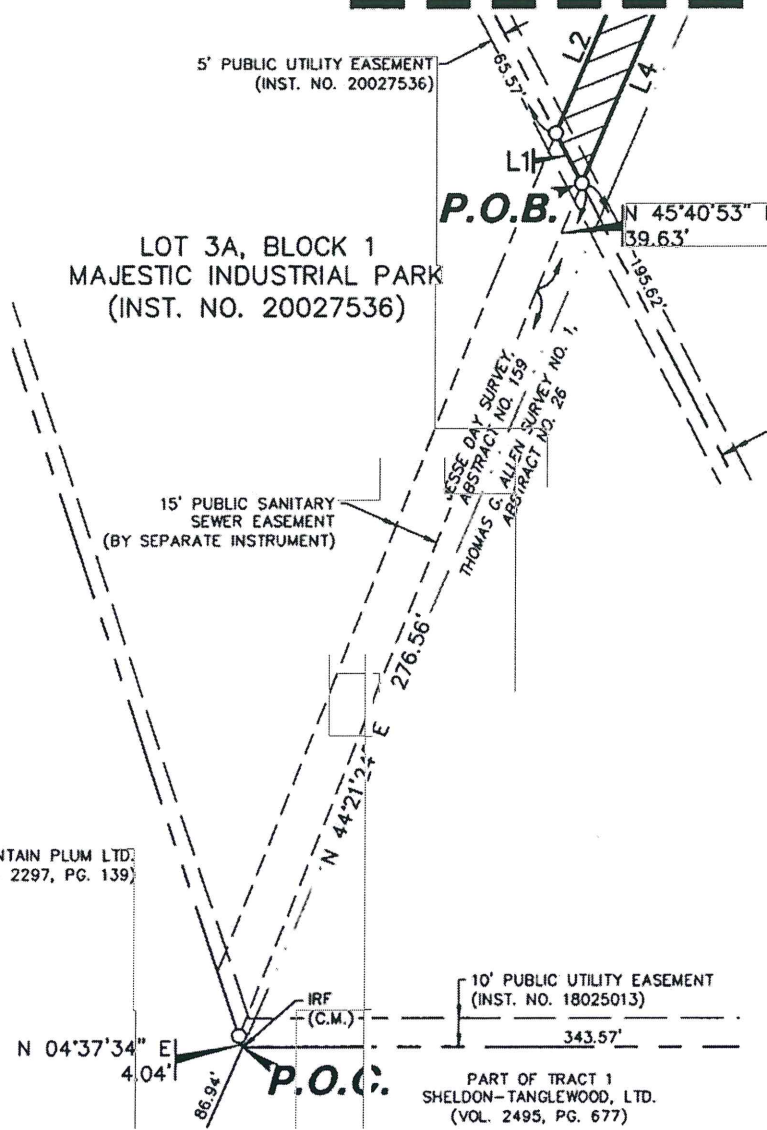 5' PUBLIC UTILITY EASEMENT
(INST. NO. 20027536)
65.57'
L2
L4
L1
P.O.B.
N 45°40'53"
39.63'
195.62'
LOT 3A, BLOCK 1
MAJESTIC INDUSTRIAL PARK
(INST. NO. 20027536)
ESSE DAY SURVEY,
ABSTRACT NO. 159
THOMAS G. ALLEN SURVEY NO. 1,
ABSTRACT NO. 26
15' PUBLIC SANITARY
SEWER EASEMENT
(BY SEPARATE INSTRUMENT)
N 44°21'24" E 276.56'
NTAIN PLUM LTD.
2297, PG. 139)
10' PUBLIC UTILITY EASEMENT
(INST. NO. 18025013)
IRF
(C.M.)
343.57'
N 04°37'34" E
4.04'
P.O.C.
86.94'
PART OF TRACT 1
SHELDON-TANGLEWOOD, LTD.
(VOL. 2495, PG. 677)